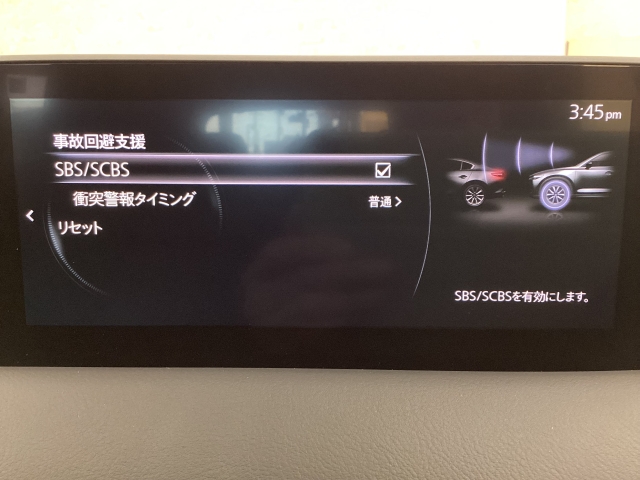 3:45pm
事故回避支援
SBS/SCBS
衝突警報タイミング
普通
リセット
SBS/SCBSを有効にします。